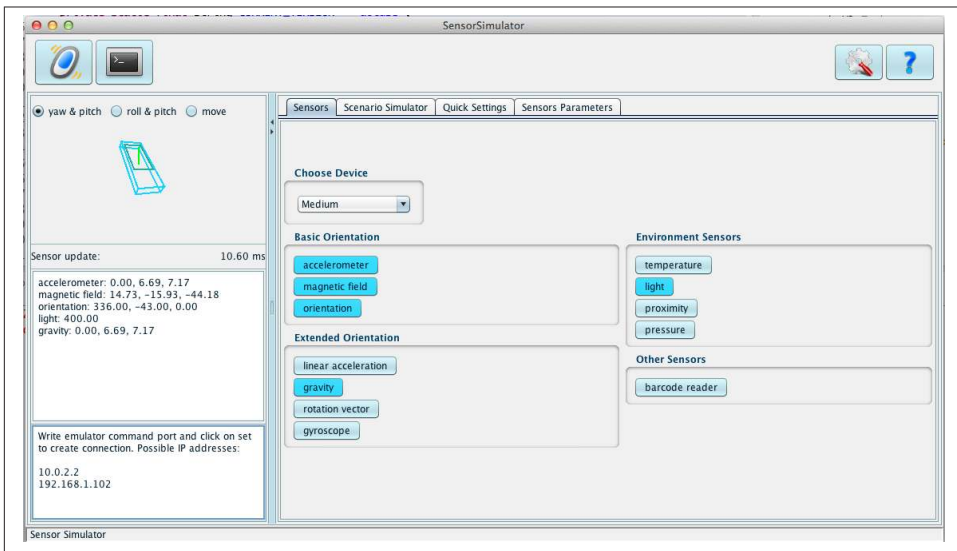 SensorSimulator
>_
?
yaw & pitch roll & pitch move
Sensor update: 10.60 ms
accelerometer: 0.00, 6.69, 7.17
magnetic field: 14.73, -15.93, -44.18
orientation: 336.00, -43.00, 0.00
light: 400.00
gravity: 0.00, 6.69, 7.17
Write emulator command port and click on set
to create connection. Possible IP addresses:
10.0.2.2
192.168.1.102
Sensors Scenario Simulator Quick Settings Sensors Parameters
Choose Device
Medium
Basic Orientation
accelerometer
magnetic field
orientation
Extended Orientation
linear acceleration
gravity
rotation vector
gyroscope
Environment Sensors
temperature
light
proximity
pressure
Other Sensors
barcode reader
Sensor Simulator